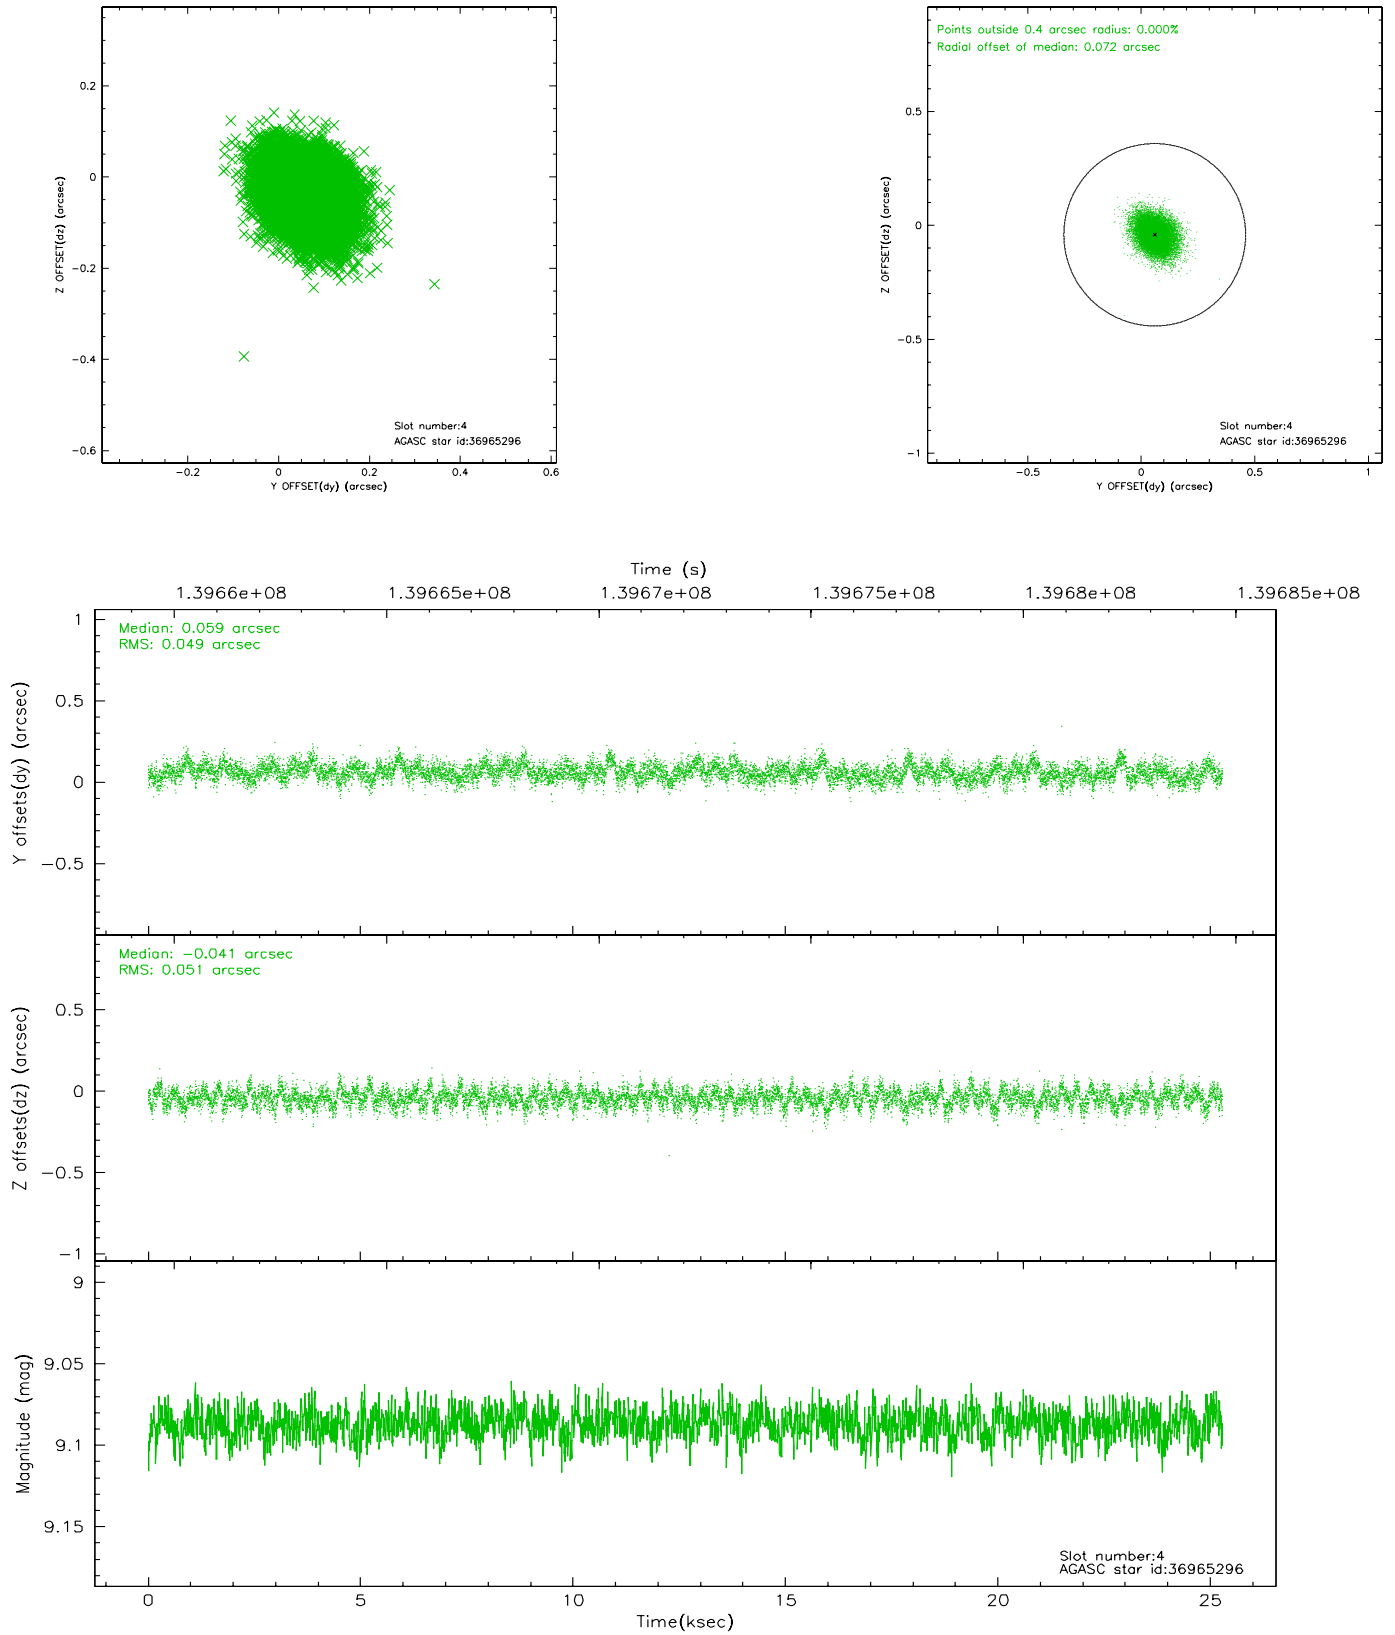 0.2
0
−0.2
−0.4
−0.6
Z OFFSET(dz) (arcsec)
−0.2 0 0.2 0.4 0.6
Y OFFSET(dy) (arcsec)
Slot number:4
AGASC star id:36965296
Points outside 0.4 arcsec radius: 0.000%
Radial offset of median: 0.072 arcsec
0.5
0
−0.5
−1
Z OFFSET(dz) (arcsec)
−0.5 0 0.5 1
Y OFFSET(dy) (arcsec)
Slot number:4
AGASC star id:36965296
Time (s)
1.3966e+08 1.39665e+08 1.3967e+08 1.39675e+08 1.3968e+08 1.39685e+08
Median: 0.059 arcsec
RMS: 0.049 arcsec
1
0.5
0
−0.5
Y offsets(dy) (arcsec)
Median: −0.041 arcsec
RMS: 0.051 arcsec
0.5
0
−0.5
−1
Z offsets(dz) (arcsec)
9
9.05
9.1
9.15
Magnitude (mag)
Slot number:4
AGASC star id:36965296
0 5 10 15 20 25
Time(ksec)